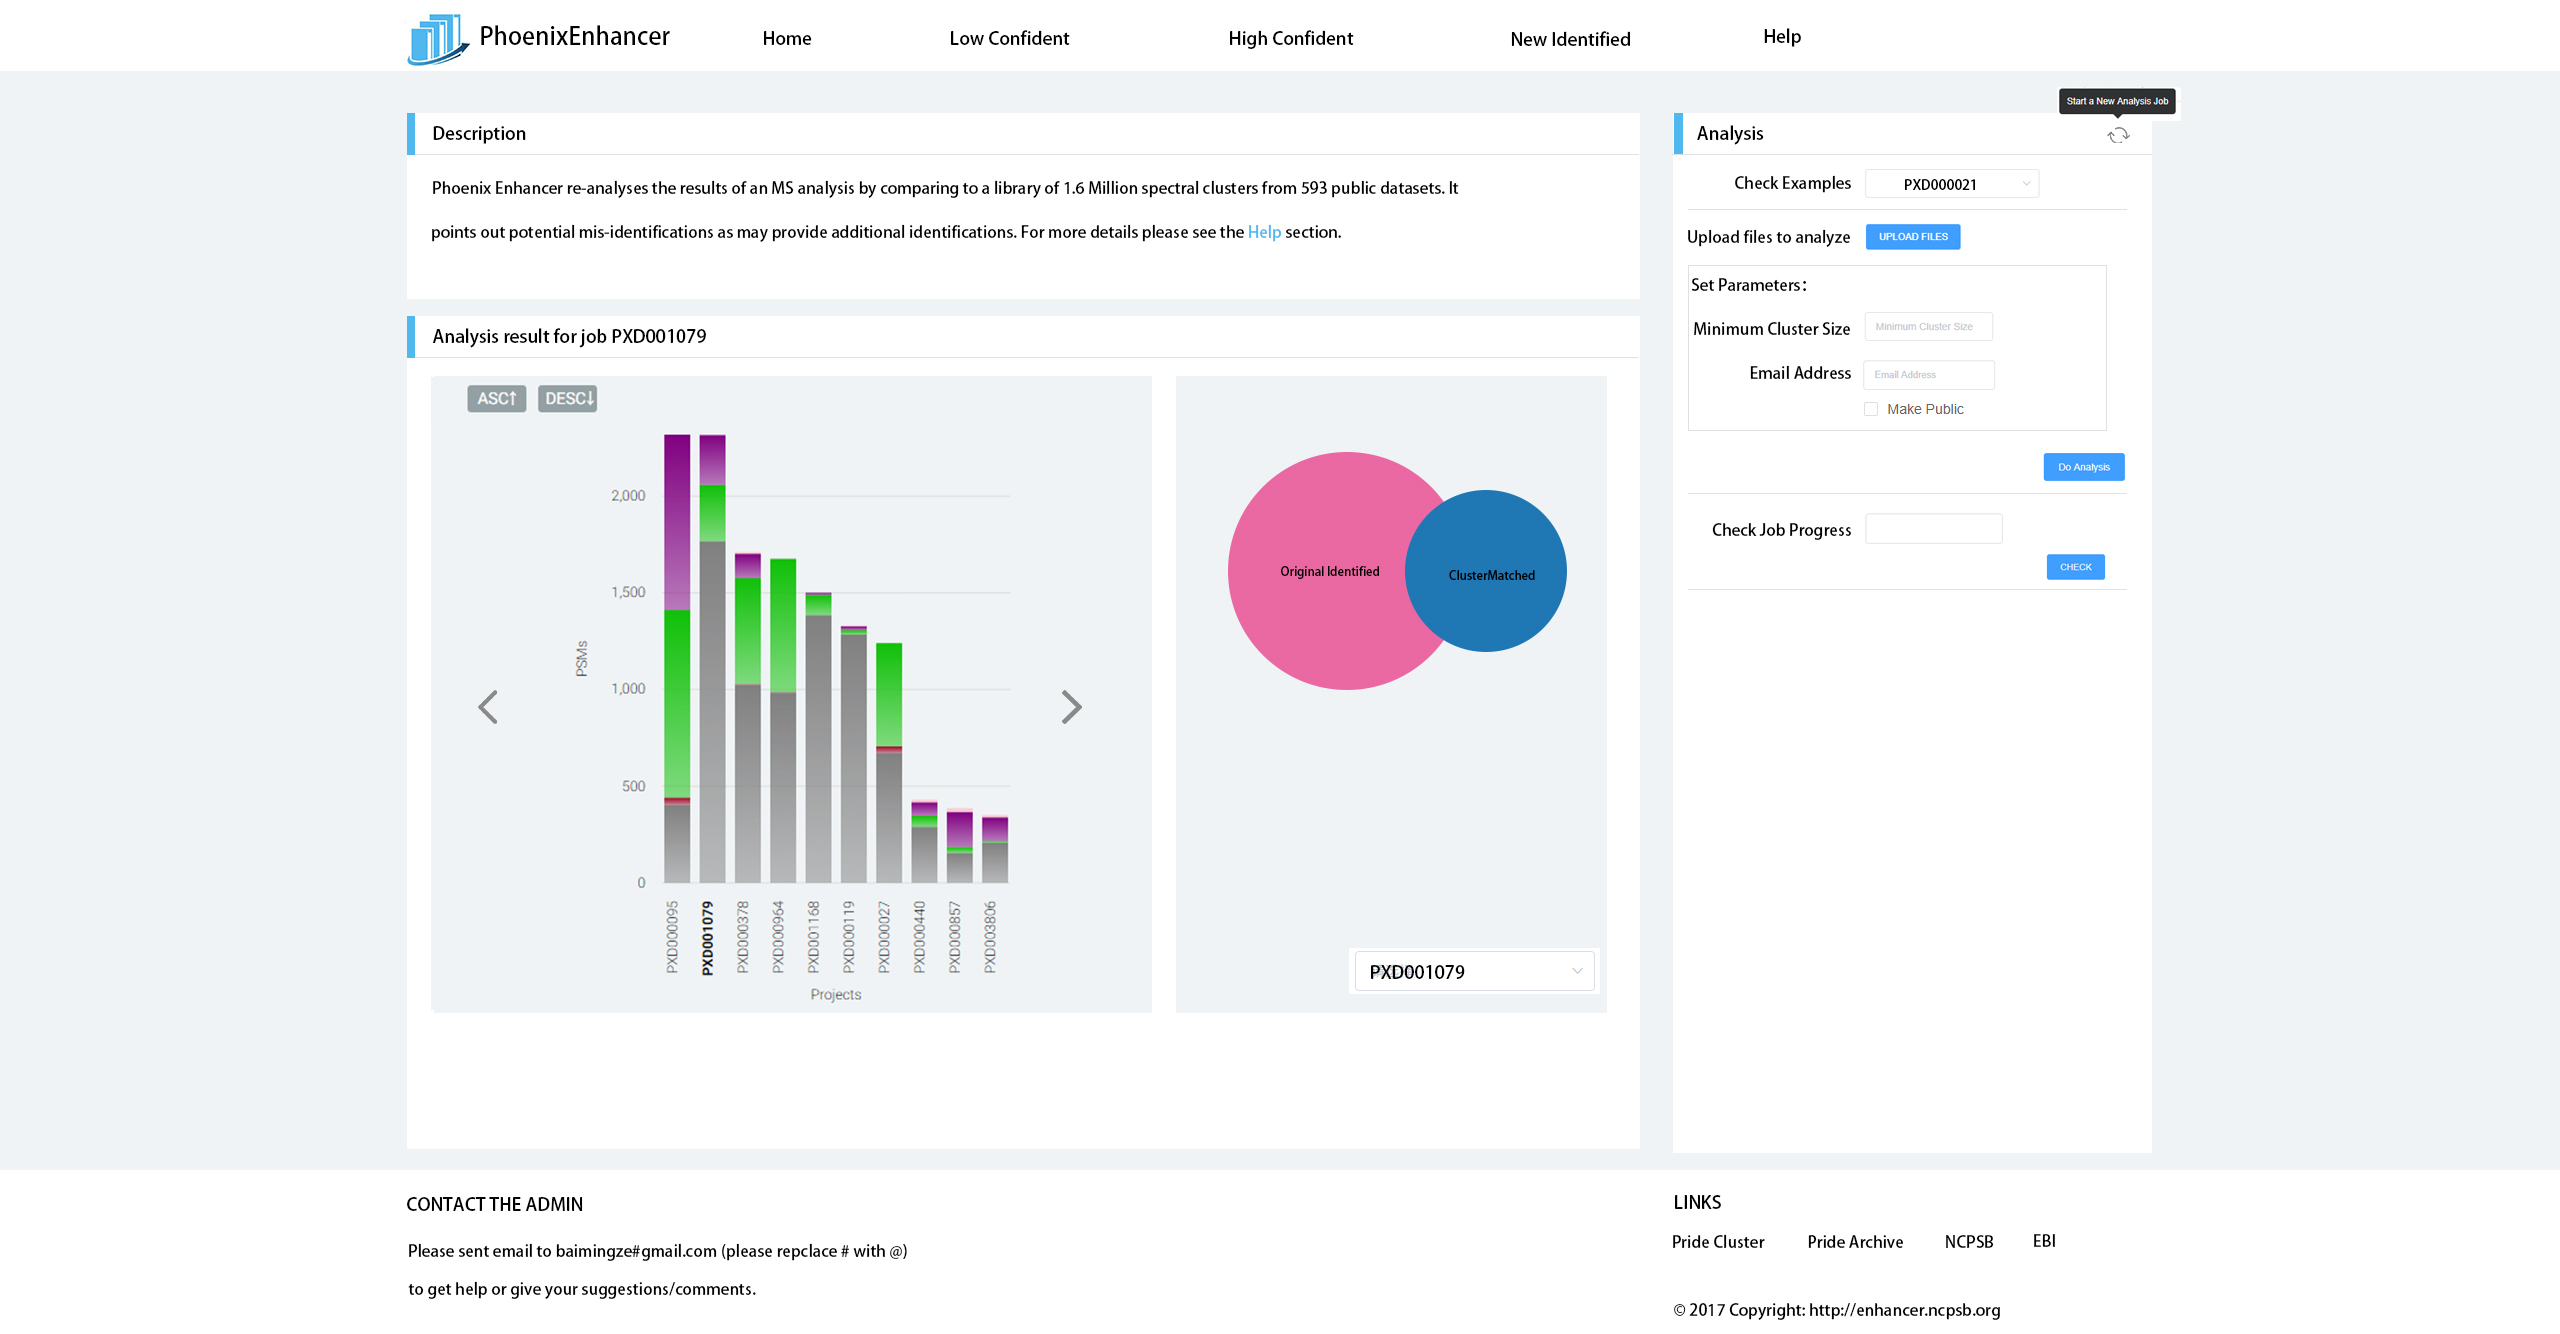 PhoenixEnhancer
Home
Low Confident
High Confident
New Identified
Help
Start a New Analysis Job
Description
Phoenix Enhancer re-analyses the results of an MS analysis by comparing to a library of 1.6 Million spectral clusters from 593 public datasets. It
points out potential mis-identifications as may provide additional identifications. For more details please see the Help section.
Analysis result for job PXD001079
ASC↑
DESC↓
2,000
1,500
1,000
500
0
PSMs
PXD000095
PXD001079
PXD000378
PXD000964
PXD001168
PXD000119
PXD000027
PXD000440
PXD000857
PXD003806
Projects
Original Identified
ClusterMatched
PXD001079
Analysis
Check Examples
PXD000021
Upload files to analyze
UPLOAD FILES
Set Parameters:
Minimum Cluster Size
Minimum Cluster Size
Email Address
Email Address
Make Public
Do Analysis
Check Job Progress
CHECK
CONTACT THE ADMIN
Please sent email to baimingze#gmail.com (please repclace # with @)
to get help or give your suggestions/comments.
LINKS
Pride Cluster
Pride Archive
NCPSB
EBI
© 2017 Copyright: http://enhancer.ncpsb.org